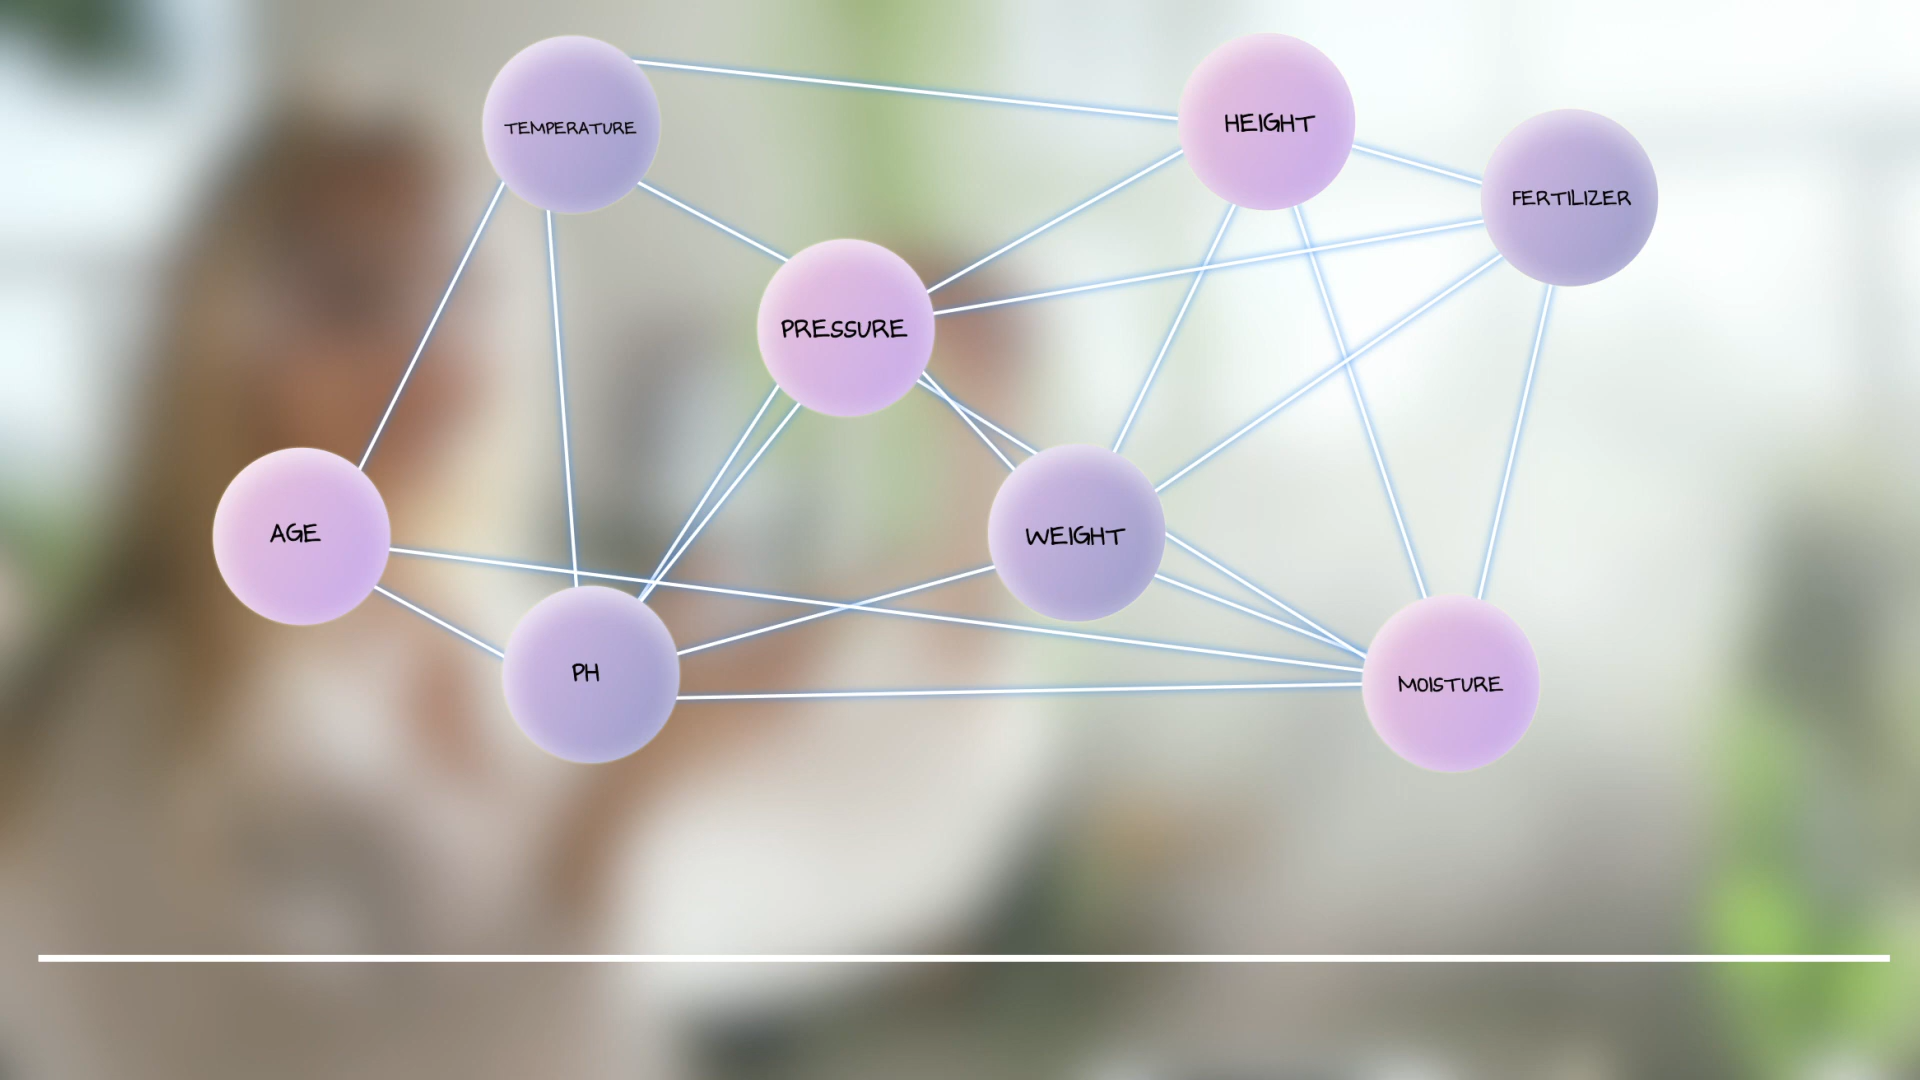 TEMPERATURE
HEIGHT
FERTILIZER
PRESSURE
AGE
WEIGHT
PH
MOISTURE